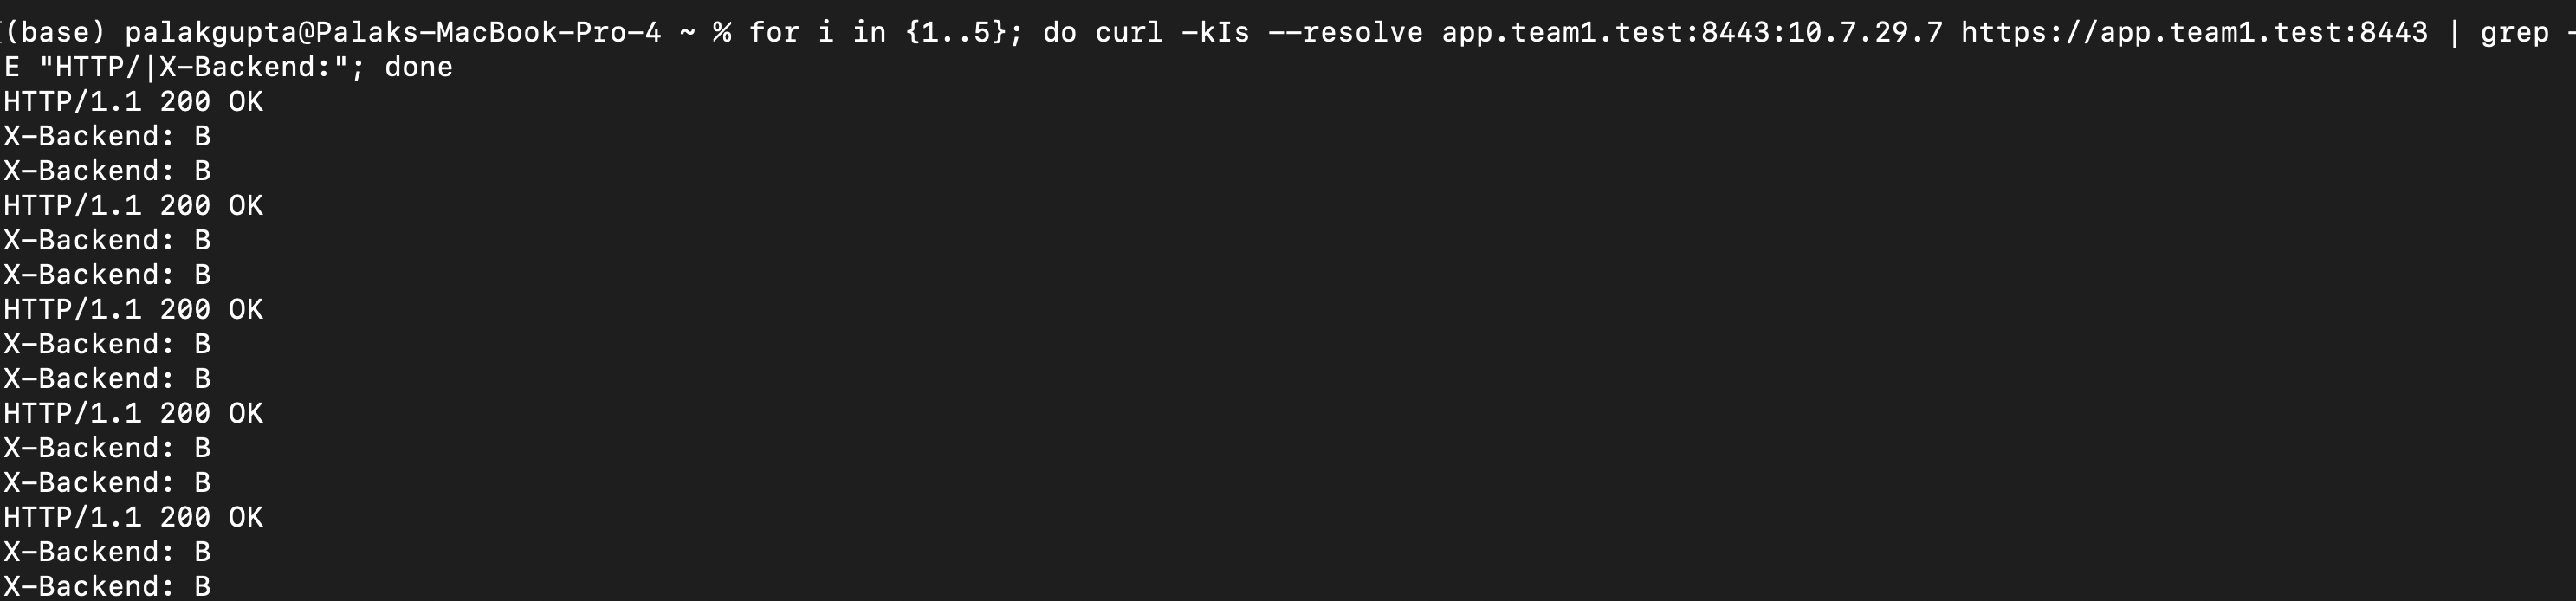 (base) palakgupta@Palaks-MacBook-Pro-4 ~ % for i in {1..5}; do curl -kIs --resolve app.team1.test:8443:10.7.29.7 https://app.team1.test:8443 | grep -
E "HTTP/|X-Backend:"; done
HTTP/1.1 200 OK
X-Backend: B
X-Backend: B
HTTP/1.1 200 OK
X-Backend: B
X-Backend: B
HTTP/1.1 200 OK
X-Backend: B
X-Backend: B
HTTP/1.1 200 OK
X-Backend: B
X-Backend: B
HTTP/1.1 200 OK
X-Backend: B
X-Backend: B